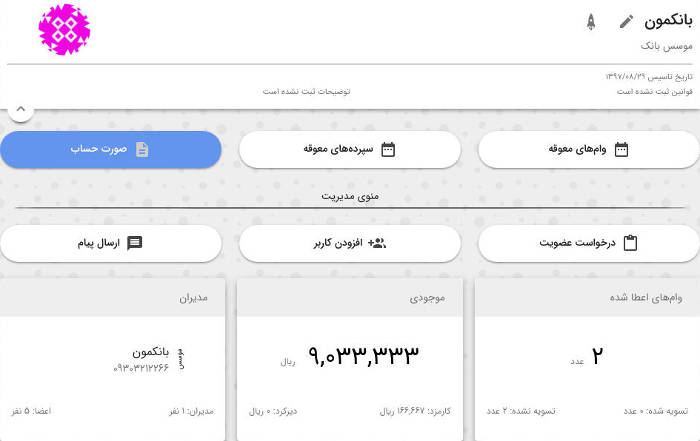 بانکمون
موسس بانک
تاریخ تاسیس ۱۳۹۷/۰۸/۲۹
قوانین ثبت نشده است
توضیحات ثبت نشده است
وام‌های معوقه
سپرده‌های معوقه
صورت حساب
منوی مدیریت
درخواست عضویت
افزودن کاربر
ارسال پیام
وام‌های اعطا شده
۲ عدد
تسویه شده: ۰ عدد
تسویه نشده: ۲ عدد
موجودی
۹,۰۳۳,۳۳۳ ریال
کارمزد: ۱۶۶,۶۶۷ ریال
دیرکرد: ۰ ریال
مدیران
موسس
بانکمون
۰۹۳۰۳۲۱۲۲۶۶
مدیران: ۱ نفر
اعضا: ۵ نفر